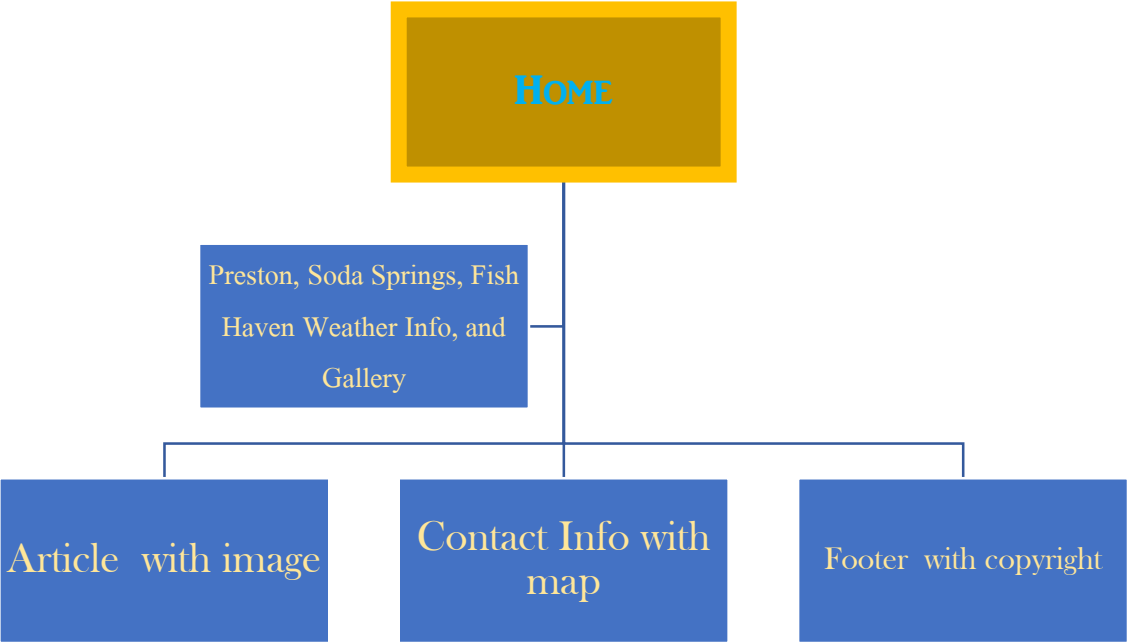 HOME
Preston, Soda Springs, Fish
Haven Weather Info, and
Gallery
Article  with image
Contact Info with
map
Footer  with copyright